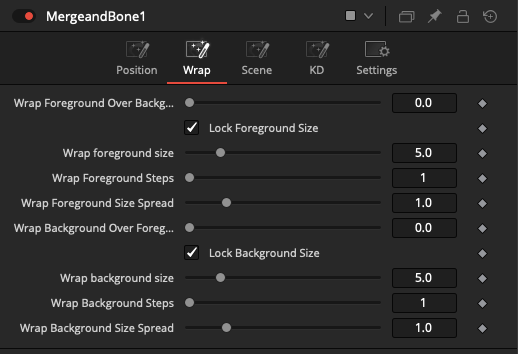 MergeandBone1
Position Wrap Scene KD Settings
Wrap Foreground Over Backg... 0.0
Lock Foreground Size
Wrap foreground size 5.0
Wrap Foreground Steps 1
Wrap Foreground Size Spread 1.0
Wrap Background Over Foreg... 0.0
Lock Background Size
Wrap background size 5.0
Wrap Background Steps 1
Wrap Background Size Spread 1.0